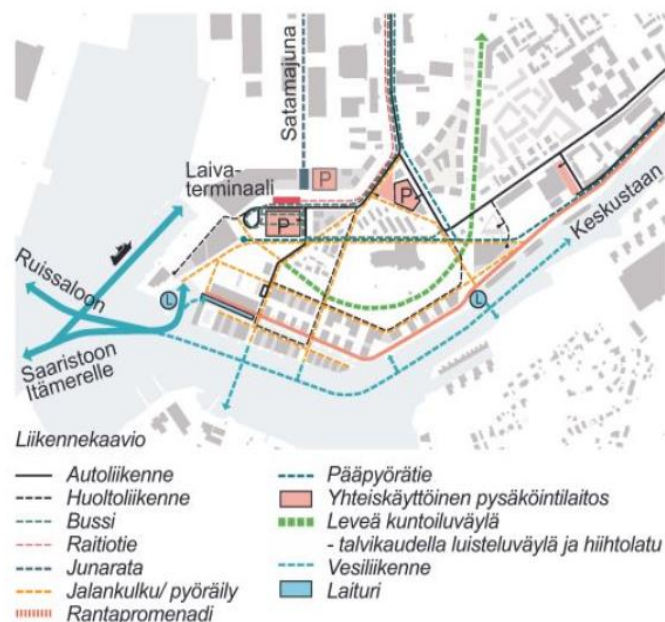 Satamajuna
Laiva-
terminaali
P
P
P
Keskustaan
Ruissaloon
L
L
Saaristoon
Itämerelle
Liikennekaavio
Autoliikenne
Huoltoliikenne
Bussi
Raitiotie
Junarata
Jalankulku/ pyöräily
Rantapromenadi
Pääpyörätie
Yhteiskäyttöinen pysäköintilaitos
Leveä kuntoiluväylä
- talvikaudella luisteluväylä ja hiihtolatu
Vesiliikenne
Laituri